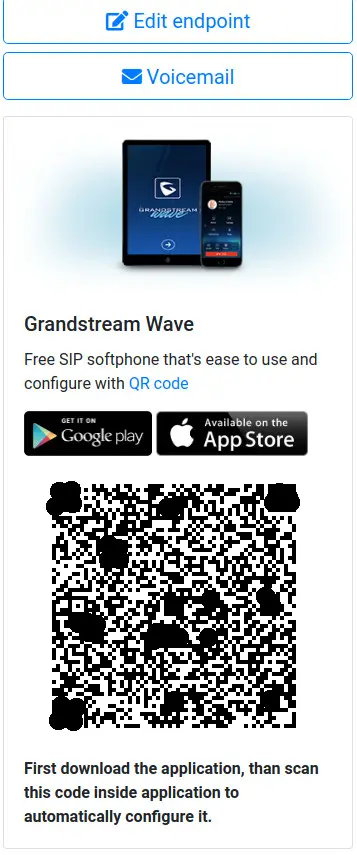 Edit endpoint
Voicemail
GRANDSTREAM
wave
Grandstream Wave
Free SIP softphone that's ease to use and
configure with QR code
GET IT ON
Google play
Available on the
App Store
First download the application, than scan
this code inside application to
automatically configure it.